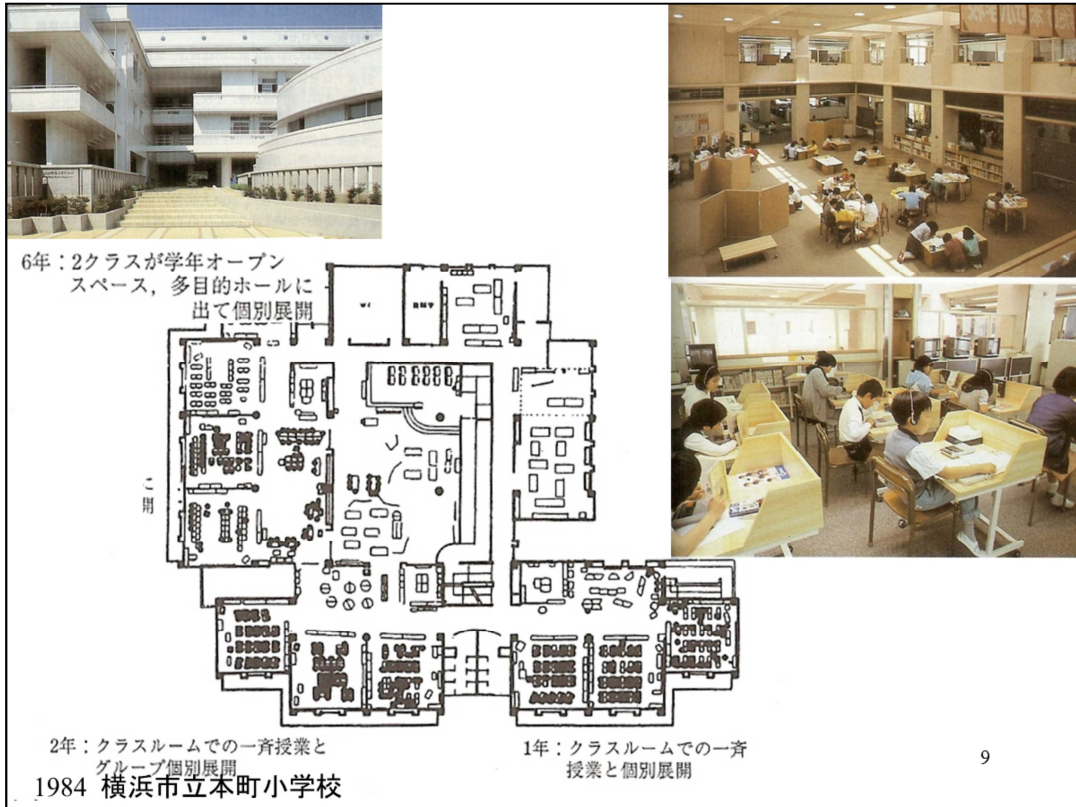 6年：2クラスが学年オープン
スペース，多目的ホールに
出て個別展開
開
2年：クラスルームでの一斉授業と
グループ個別展開
1年：クラスルームでの一斉
授業と個別展開
9
1984 横浜市立本町小学校